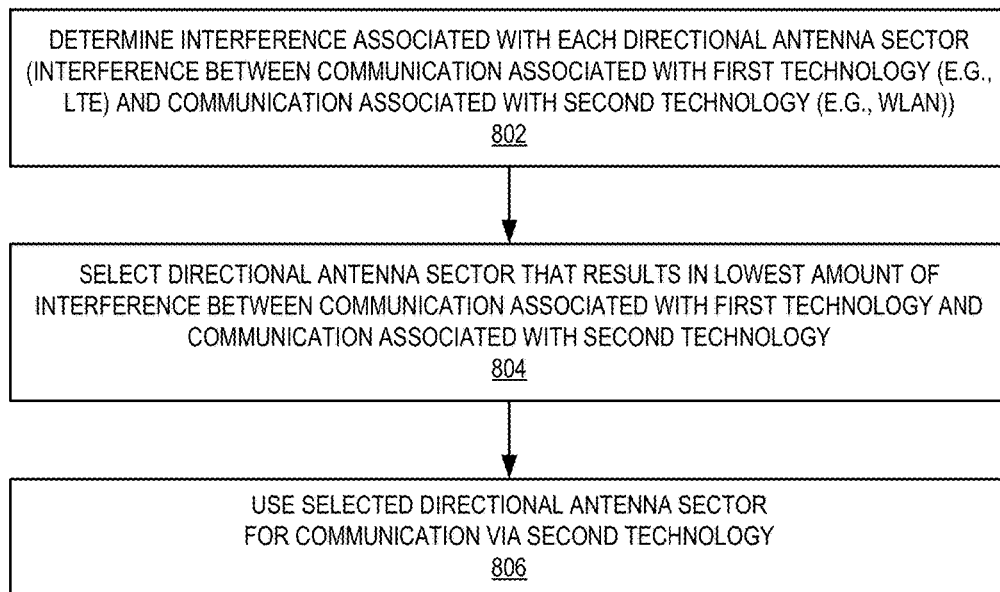 DETERMINE INTERFERENCE ASSOCIATED WITH EACH DIRECTIONAL ANTENNA SECTOR
(INTERFERENCE BETWEEN COMMUNICATION ASSOCIATED WITH FIRST TECHNOLOGY (E.G.,
LTE) AND COMMUNICATION ASSOCIATED WITH SECOND TECHNOLOGY (E.G., WLAN))
802
SELECT DIRECTIONAL ANTENNA SECTOR THAT RESULTS IN LOWEST AMOUNT OF
INTERFERENCE BETWEEN COMMUNICATION ASSOCIATED WITH FIRST TECHNOLOGY AND
COMMUNICATION ASSOCIATED WITH SECOND TECHNOLOGY
804
USE SELECTED DIRECTIONAL ANTENNA SECTOR
FOR COMMUNICATION VIA SECOND TECHNOLOGY
806